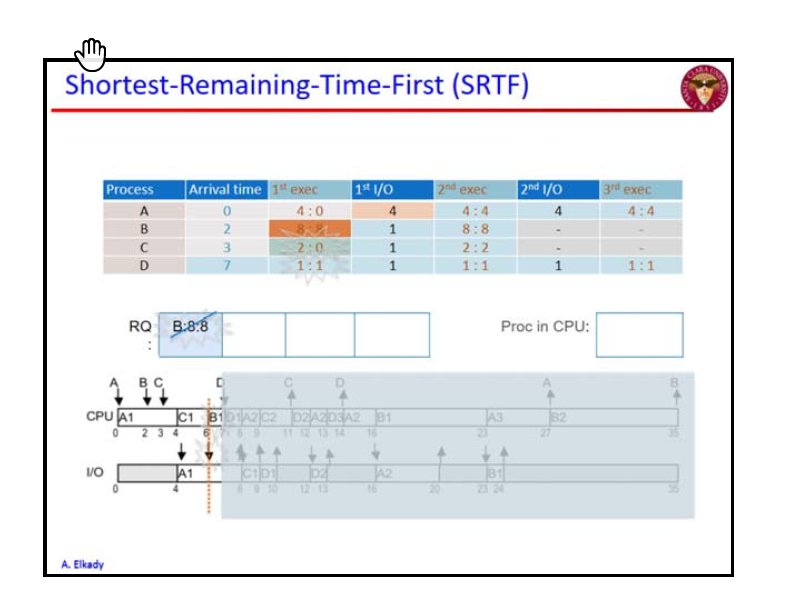 Shortest-Remaining-Time-First (SRTF)
Process Arrival time 1st exec 1st I/O 2nd exec 2nd I/O 3rd exec
A 0 4 : 0 4 4 : 4 4 4 : 4
B 2 8 : 8 1 8 : 8 - -
C 3 2 : 0 1 2 : 2 - -
D 7 1 : 1 1 1 : 1 1 1 : 1
RQ B:8:8 Proc in CPU:
:
A B C D C D A B
CPU A1 C1 B1 D1 A2 C2 D2 A2 D3 A2 B1 A3 B2
0 2 3 4 6 7 8 9 11 12 13 14 16 23 27 35
I/O A1 C1 D1 D2 A2 B1
0 4 8 9 10 12 13 16 20 23 24 35
A. Elkady